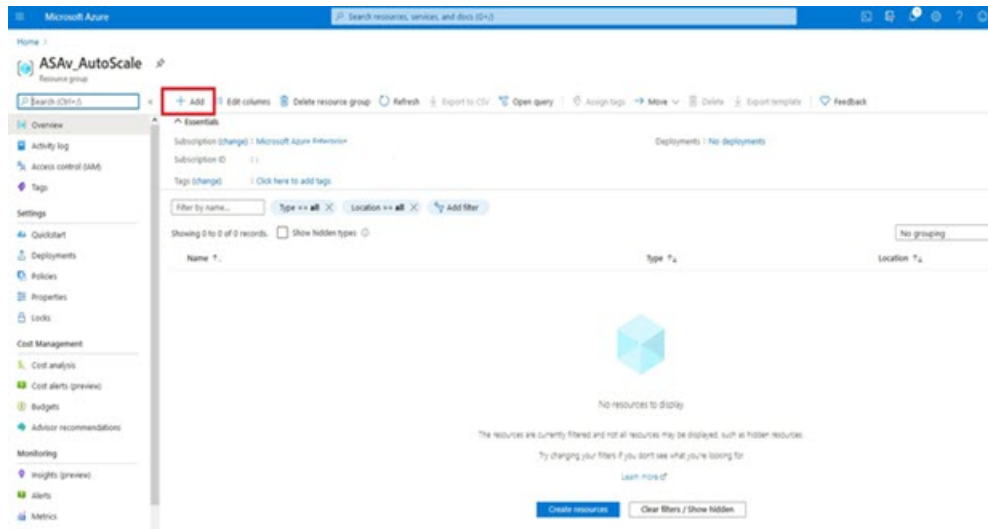 Microsoft Azure
Search resources, services, and docs (G+/)
Home >
ASAv_AutoScale
Resource group
Search (Ctrl+/)
Add
Edit columns
Delete resource group
Refresh
Export to CSV
Open query
Assign tags
Move
Delete
Export template
Feedback
Overview
Activity log
Access control (IAM)
Tags
Settings
Quickstart
Deployments
Policies
Properties
Locks
Cost Management
Cost analysis
Cost alerts (preview)
Budgets
Advisor recommendations
Monitoring
Insights (preview)
Alerts
Metrics
Essentials
Subscription (change) : Microsoft Azure Enterprise
Deployments : No deployments
Subscription ID :
Tags (change) : Click here to add tags
Filter by name...
Type == all
Location == all
Add filter
Showing 0 to 0 of 0 records.
Show hidden types
No grouping
Name
Type
Location
No resources to display
The resources are currently filtered and not all resources may be displayed, such as hidden resources.
Try changing your filters if you don't see what you're looking for.
Learn more
Create resources
Clear filters / Show hidden